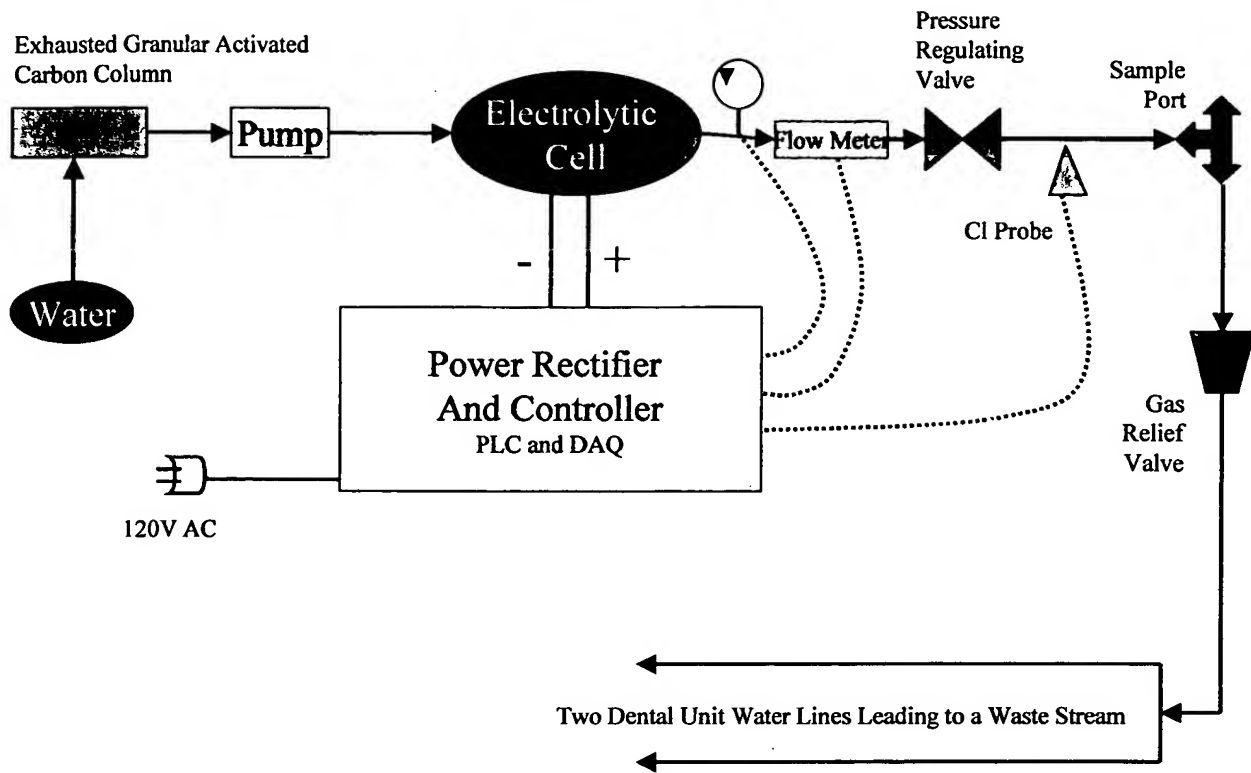 Exhausted Granular Activated
Carbon Column
Pump
Electrolytic
Cell
Flow Meter
Pressure
Regulating
Valve
Sample
Port
Water
- +
Cl Probe
Power Rectifier
And Controller
PLC and DAQ
Gas
Relief
Valve
120V AC
Two Dental Unit Water Lines Leading to a Waste Stream